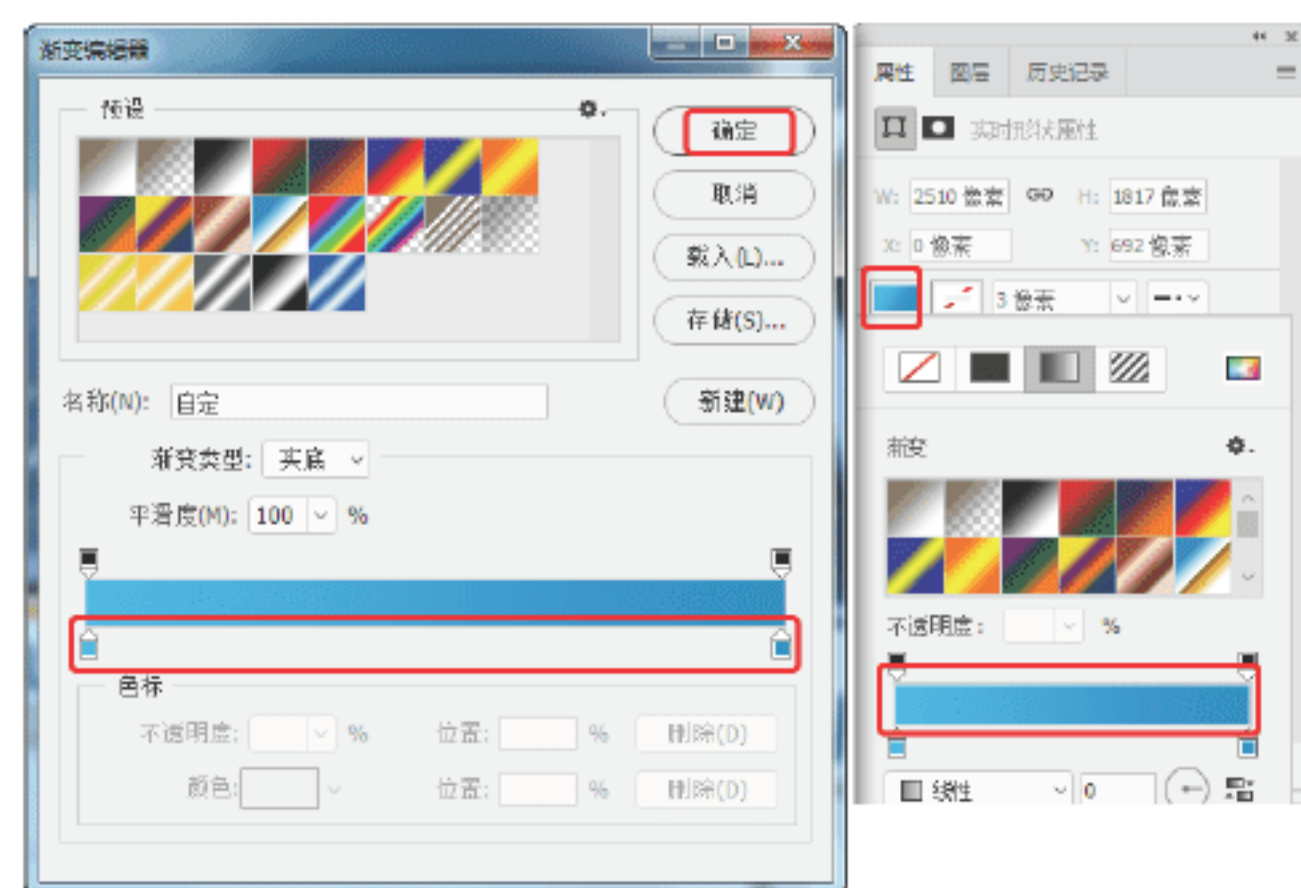 渐变编辑器
预设
确定
取消
载入(L)...
存储(S)...
名称(N): 自定
新建(W)
渐变类型: 实底
平滑度(M): 100 %
色标
不透明度: % 位置: % 删除(D)
颜色: 位置: % 删除(D)
属性 图层 历史记录
实时形状属性
W: 2510 像素 GO H: 1817 像素
X: 0 像素 Y: 692 像素
3 像素
渐变
不透明度: %
线性 0